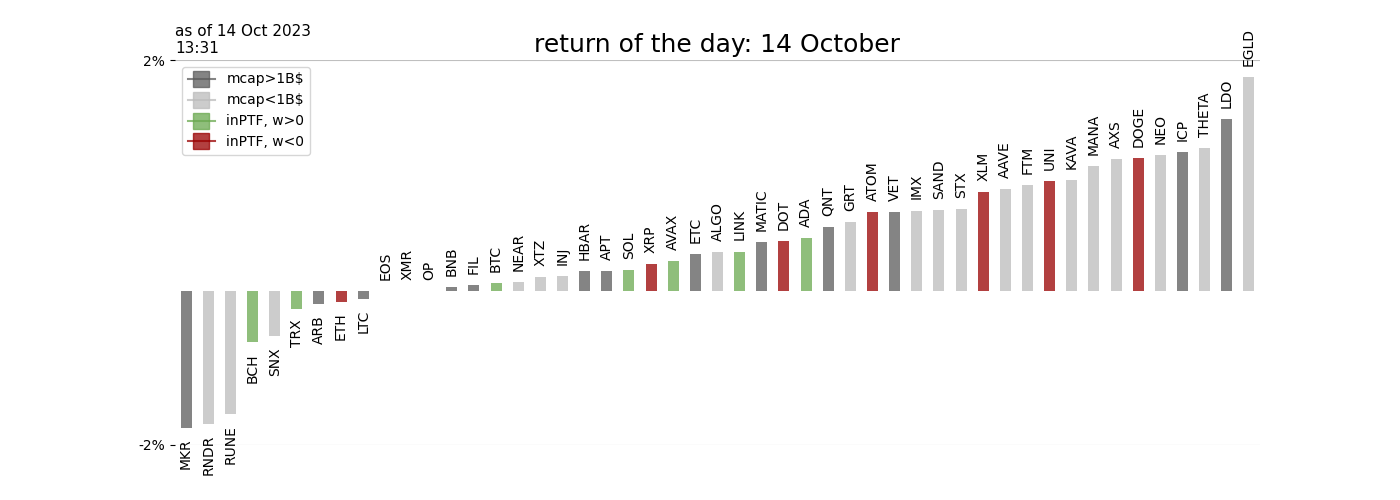 as of 14 Oct 2023
13:31
return of the day: 14 October
2%
-2%
mcap>1B$
mcap<1B$
inPTF, w>0
inPTF, w<0
MKR
RNDR
RUNE
BCH
SNX
TRX
ARB
ETH
LTC
EOS
XMR
OP
BNB
FIL
BTC
NEAR
XTZ
INJ
HBAR
APT
SOL
XRP
AVAX
ETC
ALGO
LINK
MATIC
DOT
ADA
QNT
GRT
ATOM
VET
IMX
SAND
STX
XLM
AAVE
FTM
UNI
KAVA
MANA
AXS
DOGE
NEO
ICP
THETA
LDO
EGLD